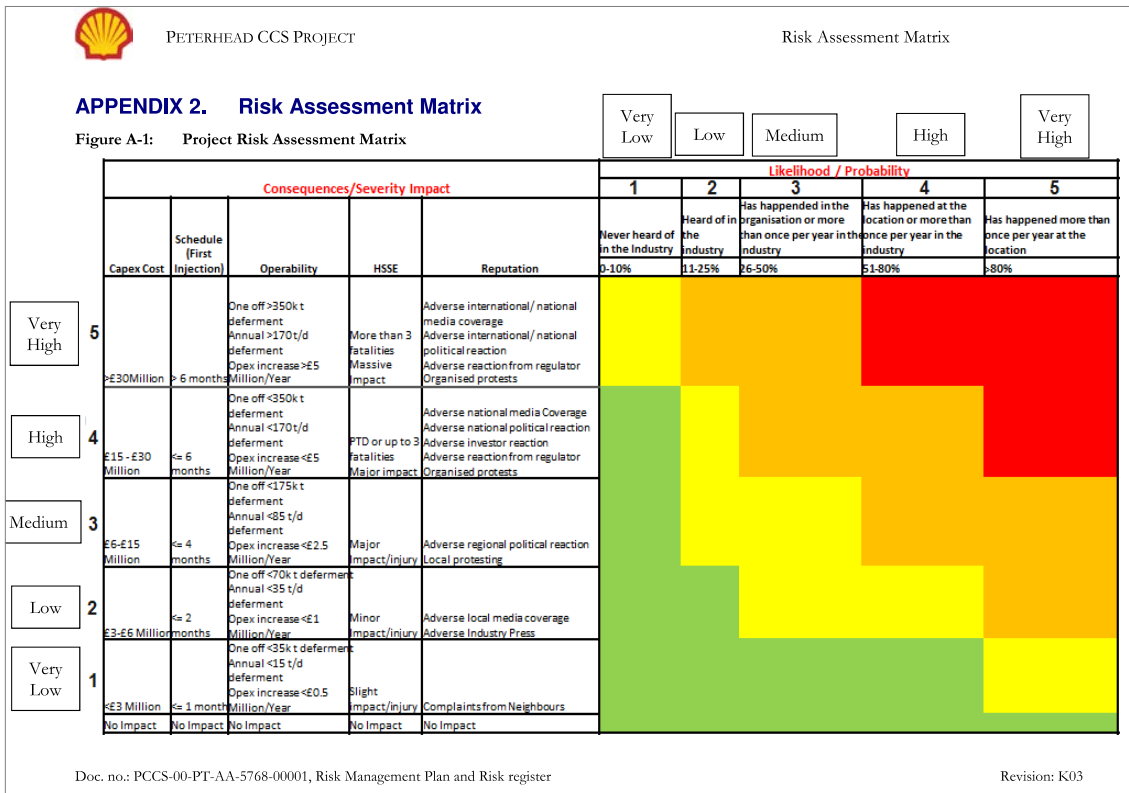 PETERHEAD CCS PROJECT
Risk Assessment Matrix
APPENDIX 2. Risk Assessment Matrix
Figure A-1: Project Risk Assessment Matrix
Very
Low
Low
Medium
High
Very
High
Consequences/Severity Impact
Likelihood / Probability
1
2
3
4
5
Capex Cost
Schedule
(First
Injection)
Operability
HSSE
Reputation
Never heard of
in the Industry
Heard of in
the
industry
Has happened in the
organisation or more
than once per year in the
industry
Has happened at the
location or more than
once per year in the
industry
Has happened more than
once per year at the
location
0-10%
11-25%
26-50%
51-80%
>80%
Very
High
5
>£30Million
> 6 months
One off >350k t
deferment
Annual >170 t/d
deferment
Opex increase >£5
Million/Year
More than 3
fatalities
Massive
Impact
Adverse international/ national
media coverage
Adverse international/ national
political reaction
Adverse reaction from regulator
Organised protests
High
4
£15 - £30
Million
<= 6
months
One off <350k t
deferment
Annual <170 t/d
deferment
Opex increase <£5
Million/Year
PTD or up to 3
fatalities
Major impact
Adverse national media Coverage
Adverse national political reaction
Adverse investor reaction
Adverse reaction from regulator
Organised protests
Medium
3
£6-£15
Million
<= 4
months
One off <175k t
deferment
Annual <85 t/d
deferment
Opex increase <£2.5
Million/Year
Major
Impact/injury
Adverse regional political reaction
Local protesting
Low
2
£3-£6 Million
<= 2
months
One off <70k t deferment
Annual <35 t/d
deferment
Opex increase <£1
Million/Year
Minor
Impact/injury
Adverse local media coverage
Adverse Industry Press
Very
Low
1
<£3 Million
<= 1 month
One off <35k t deferment
Annual <15 t/d
deferment
Opex increase <£0.5
Million/Year
Slight
impact/injury
Complaints from Neighbours
No Impact
No Impact
No Impact
No Impact
No Impact
Doc. no.: PCCS-00-PT-AA-5768-00001, Risk Management Plan and Risk register
Revision: K03